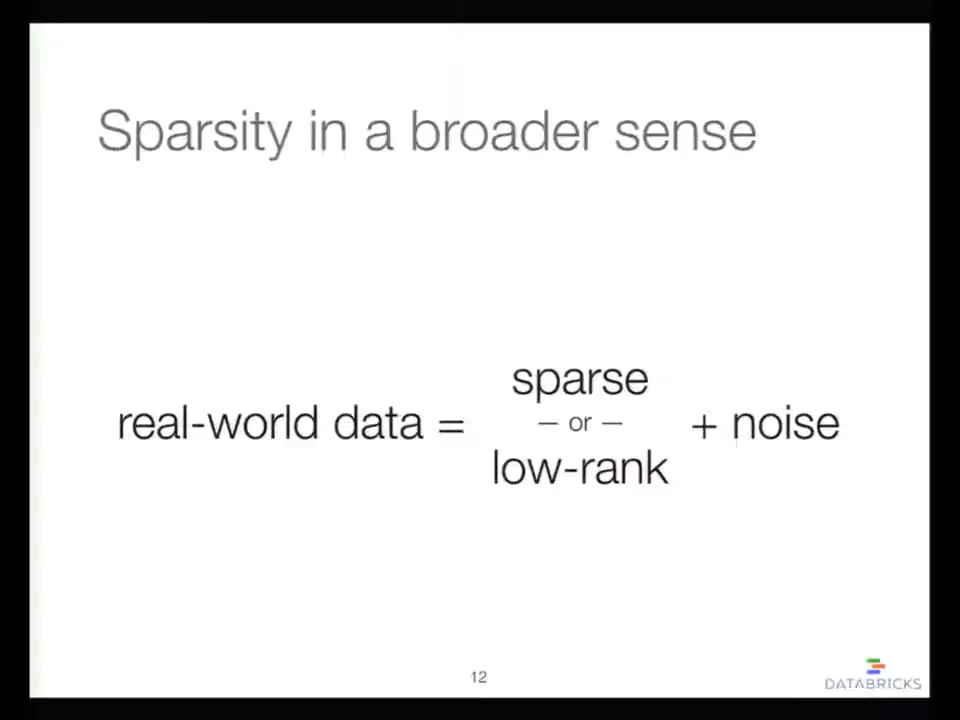 Sparsity in a broader sense
sparse
real-world data = — or — + noise
low-rank
12
DATABRICKS